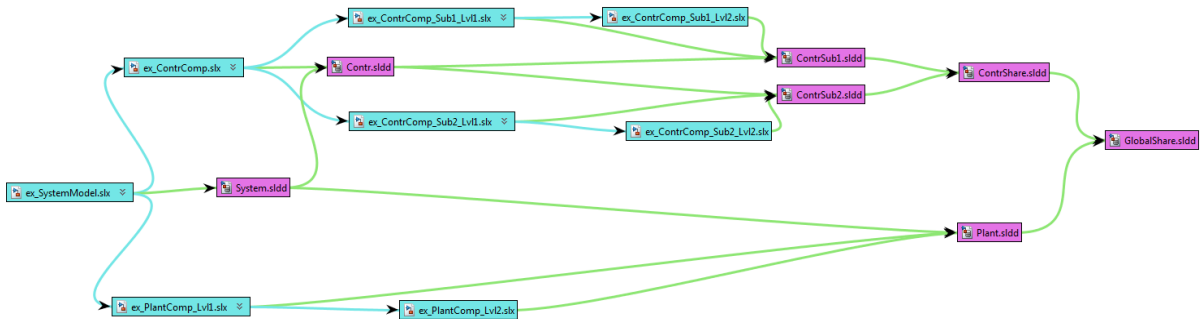 ex_ContrComp_Sub1_Lvl1.slx
ex_ContrComp_Sub1_Lvl2.slx
ex_ContrComp.slx
Contr.sldd
ContrSub1.sldd
ContrShare.sldd
ContrSub2.sldd
ex_ContrComp_Sub2_Lvl1.slx
ex_ContrComp_Sub2_Lvl2.slx
GlobalShare.sldd
ex_SystemModel.slx
System.sldd
Plant.sldd
ex_PlantComp_Lvl1.slx
ex_PlantComp_Lvl2.slx